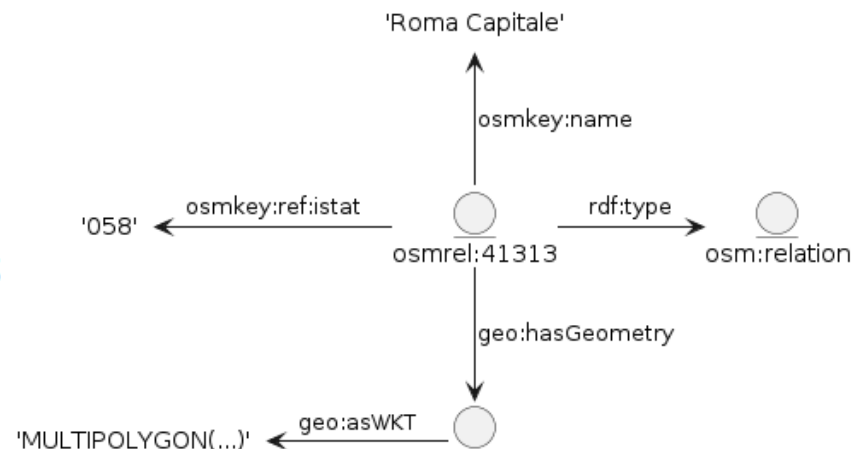 'Roma Capitale'
osmkey:name
'058'
osmkey:ref:istat
rdf:type
osmrel:41313
osm:relation
geo:hasGeometry
'MULTIPOLYGON(...)'
geo:asWKT